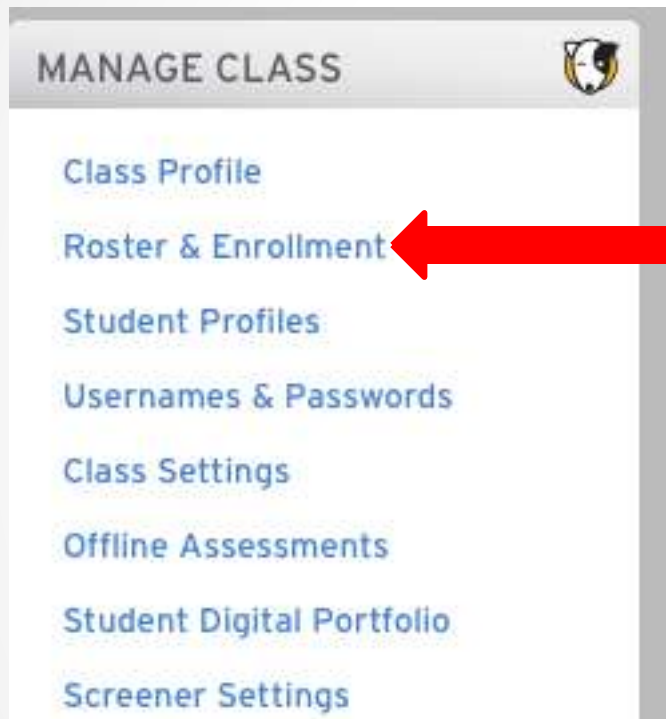 MANAGE CLASS
Class Profile
Roster & Enrollment
Student Profiles
Usernames & Passwords
Class Settings
Offline Assessments
Student Digital Portfolio
Screener Settings